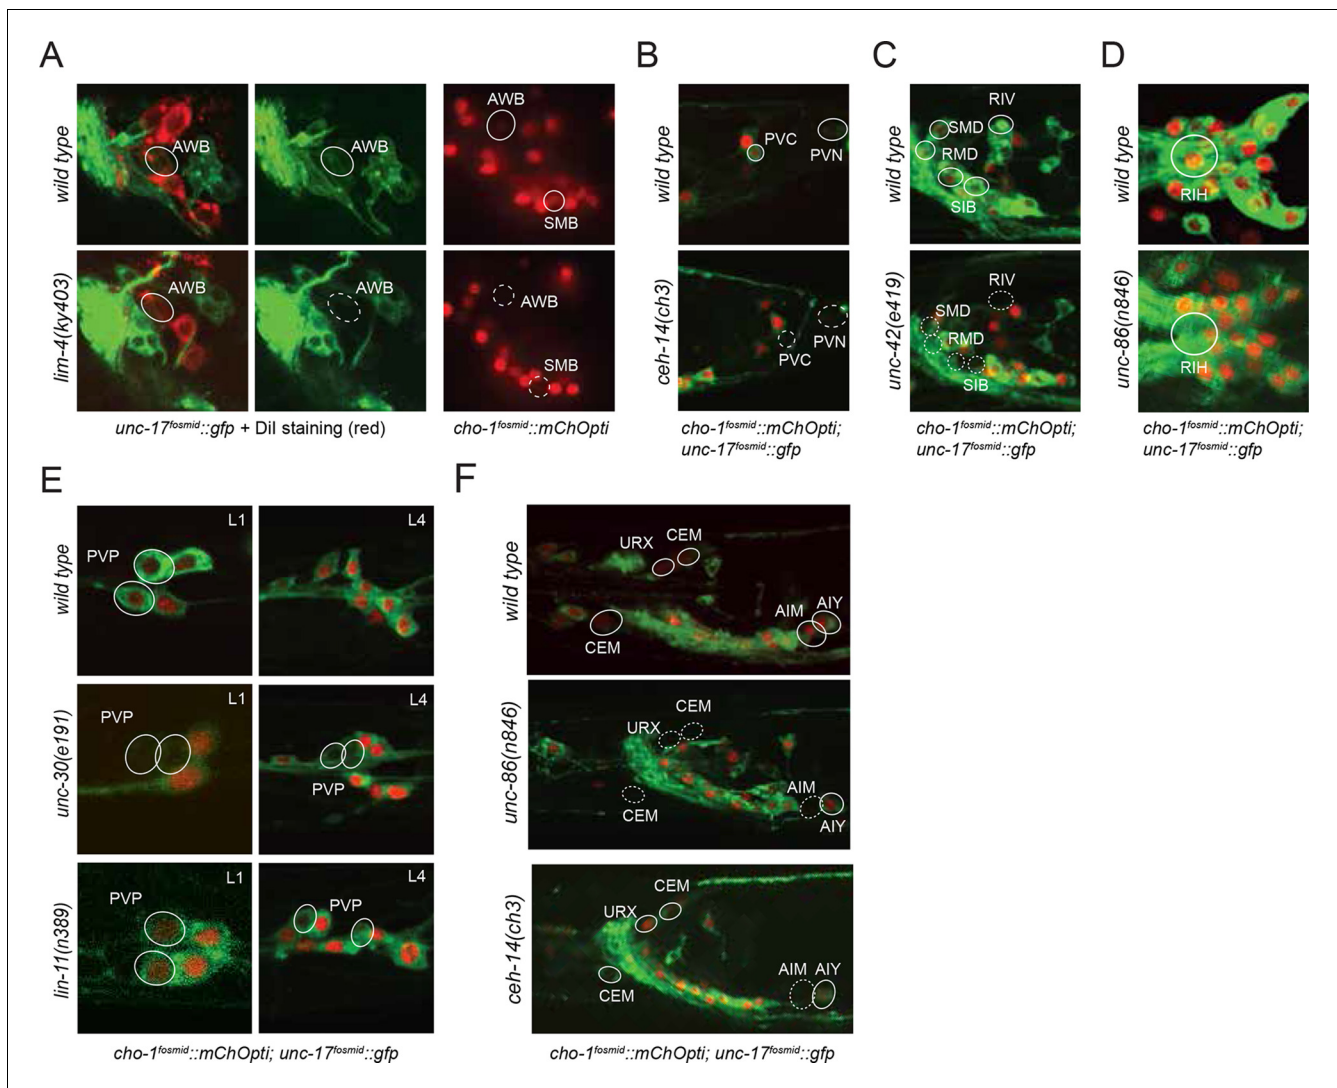 A
wild type
AWB
AWB
AWB
SMB
lim-4(ky403)
AWB
AWB
AWB
SMB
unc-17fosmid::gfp + DiI staining (red)
cho-1fosmid::mChOpti
B
wild type
PVC
PVN
ceh-14(ch3)
PVC
PVN
cho-1fosmid::mChOpti;
unc-17fosmid::gfp
C
wild type
RIV
SMD
RMD
SIB
unc-42(e419)
RIV
SMD
RMD
SIB
cho-1fosmid::mChOpti;
unc-17fosmid::gfp
D
wild type
RIH
unc-86(n846)
RIH
cho-1fosmid::mChOpti;
unc-17fosmid::gfp
E
wild type
L1
PVP
L4
unc-30(e191)
L1
PVP
L4
PVP
lin-11(n389)
L1
PVP
L4
PVP
cho-1fosmid::mChOpti; unc-17fosmid::gfp
F
wild type
URX
CEM
AIM
AIY
CEM
unc-86(n846)
URX
CEM
AIM
CEM
AIY
ceh-14(ch3)
URX
CEM
AIM
AIY
CEM
cho-1fosmid::mChOpti; unc-17fosmid::gfp